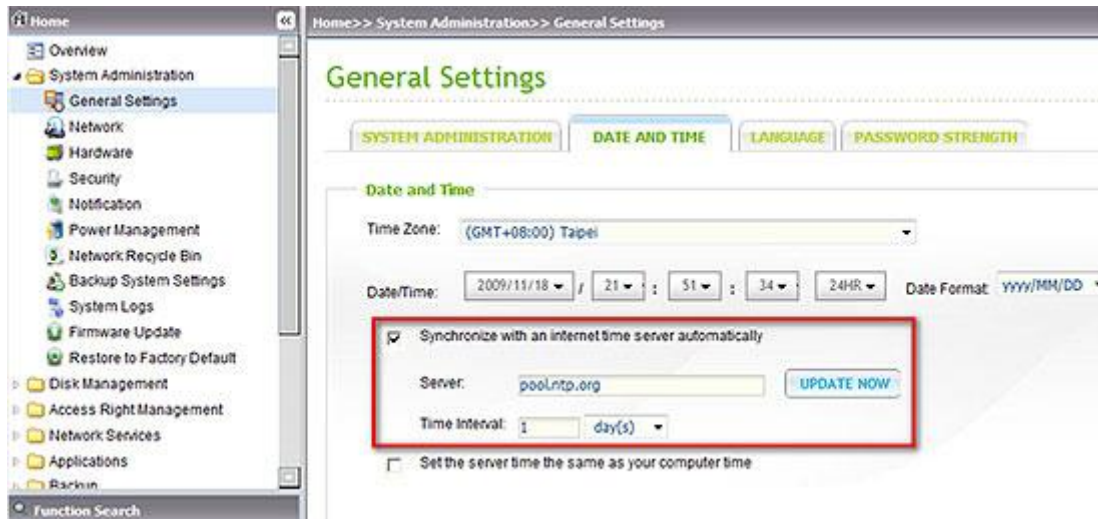 Home
Home>> System Administration>> General Settings
Overview
System Administration
General Settings
Network
Hardware
Security
Notification
Power Management
Network Recycle Bin
Backup System Settings
System Logs
Firmware Update
Restore to Factory Default
Disk Management
Access Right Management
Network Services
Applications
Backup
Function Search
General Settings
SYSTEM ADMINISTRATION DATE AND TIME LANGUAGE PASSWORD STRENGTH
Date and Time
Time Zone: (GMT+08:00) Taipei
Date/Time: 2009/11/18 / 21 : 51 : 34 24HR Date Format: yyyy/MM/DD
Synchronize with an internet time server automatically
Server: pool.ntp.org UPDATE NOW
Time Interval: 1 day(s)
Set the server time the same as your computer time